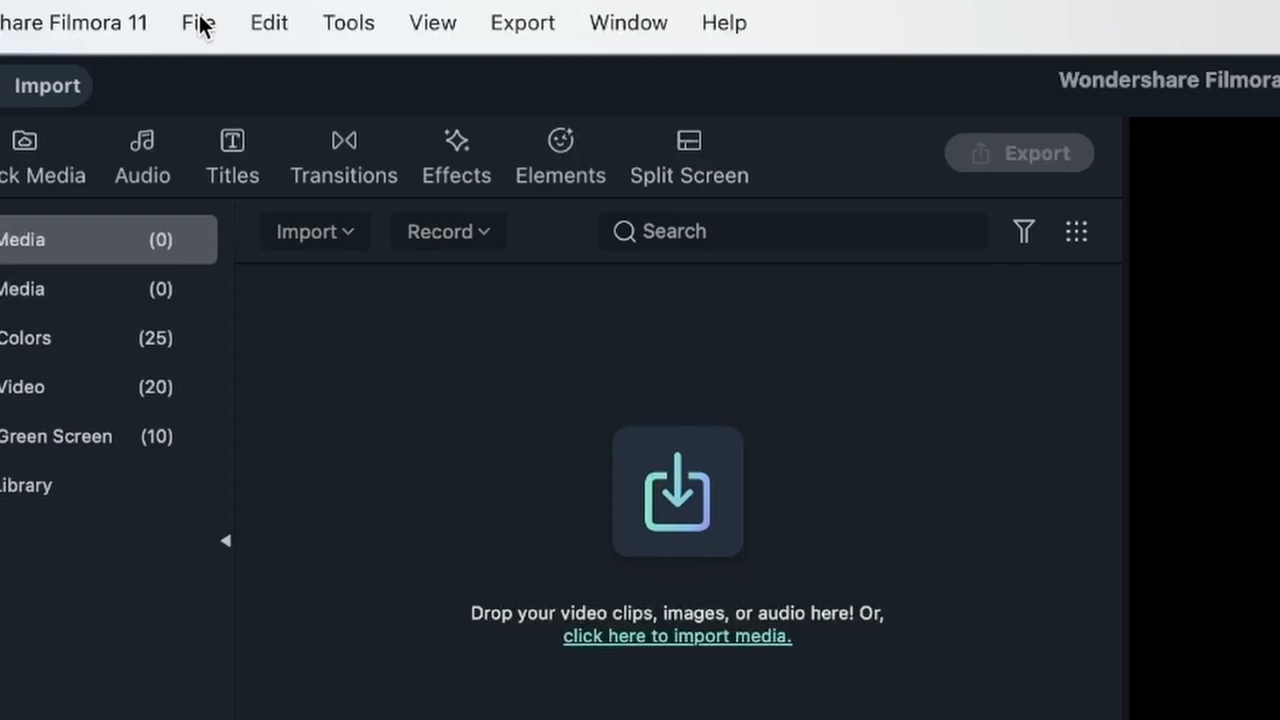 hare Filmora 11 File Edit Tools View Export Window Help
Import
Wondershare Filmora
ck Media Audio Titles Transitions Effects Elements Split Screen
Export
Media (0)
Import Record Search
Media (0)
Colors (25)
Video (20)
Green Screen (10)
Library
Drop your video clips, images, or audio here! Or,
click here to import media.